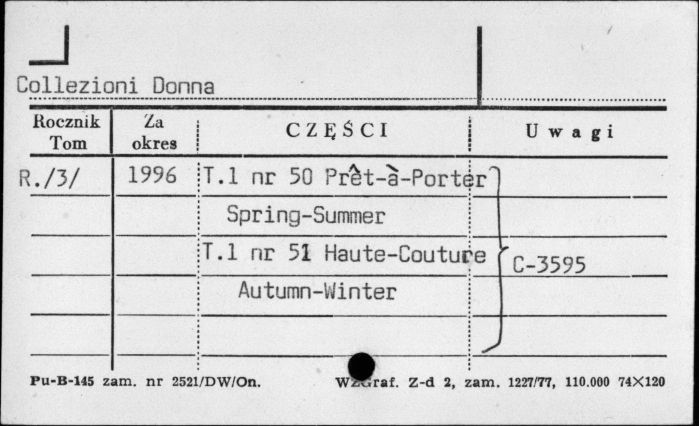 Collezioni Donna
Rocznik Tom Za okres CZĘŚCI Uwagi
R./3/ 1996 T.1 nr 50 Prêt-à-Porter
Spring-Summer
T.1 nr 51 Haute-Couture C-3595
Autumn-Winter
Pu-B-145 zam. nr 2521/DW/On. WZGraf. Z-d 2, zam. 1227/77, 110.000 74×120